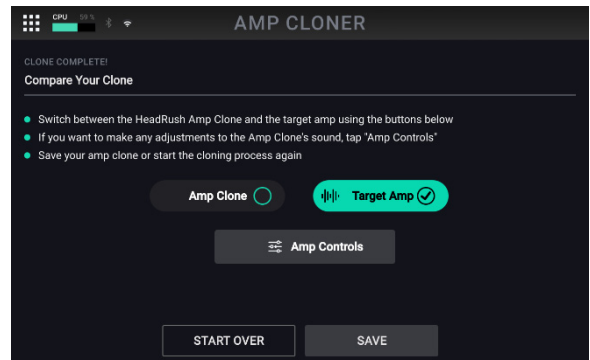 CPU 59 %
AMP CLONER
CLONE COMPLETE!
Compare Your Clone
Switch between the HeadRush Amp Clone and the target amp using the buttons below
If you want to make any adjustments to the Amp Clone's sound, tap "Amp Controls"
Save your amp clone or start the cloning process again
Amp Clone
Target Amp
Amp Controls
START OVER
SAVE